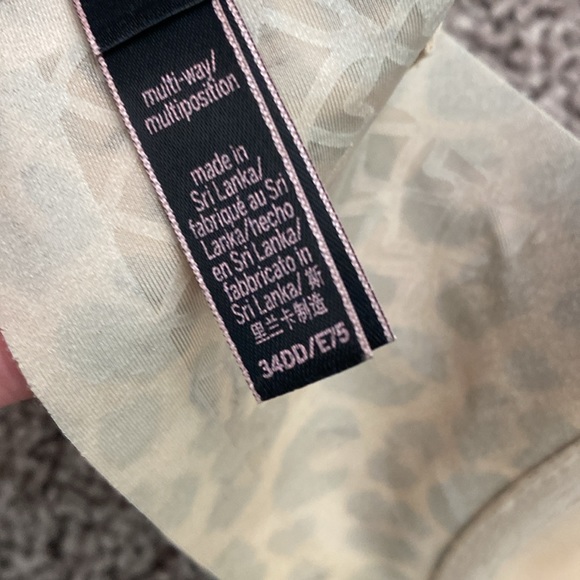 multi-way/
multiposition
made in
Sri Lanka/
fabriqué au Sri
Lanka/hecho
en Sri Lanka/
fabbricato in
Sri Lanka/ 斯
里兰卡制造
34DD/E75